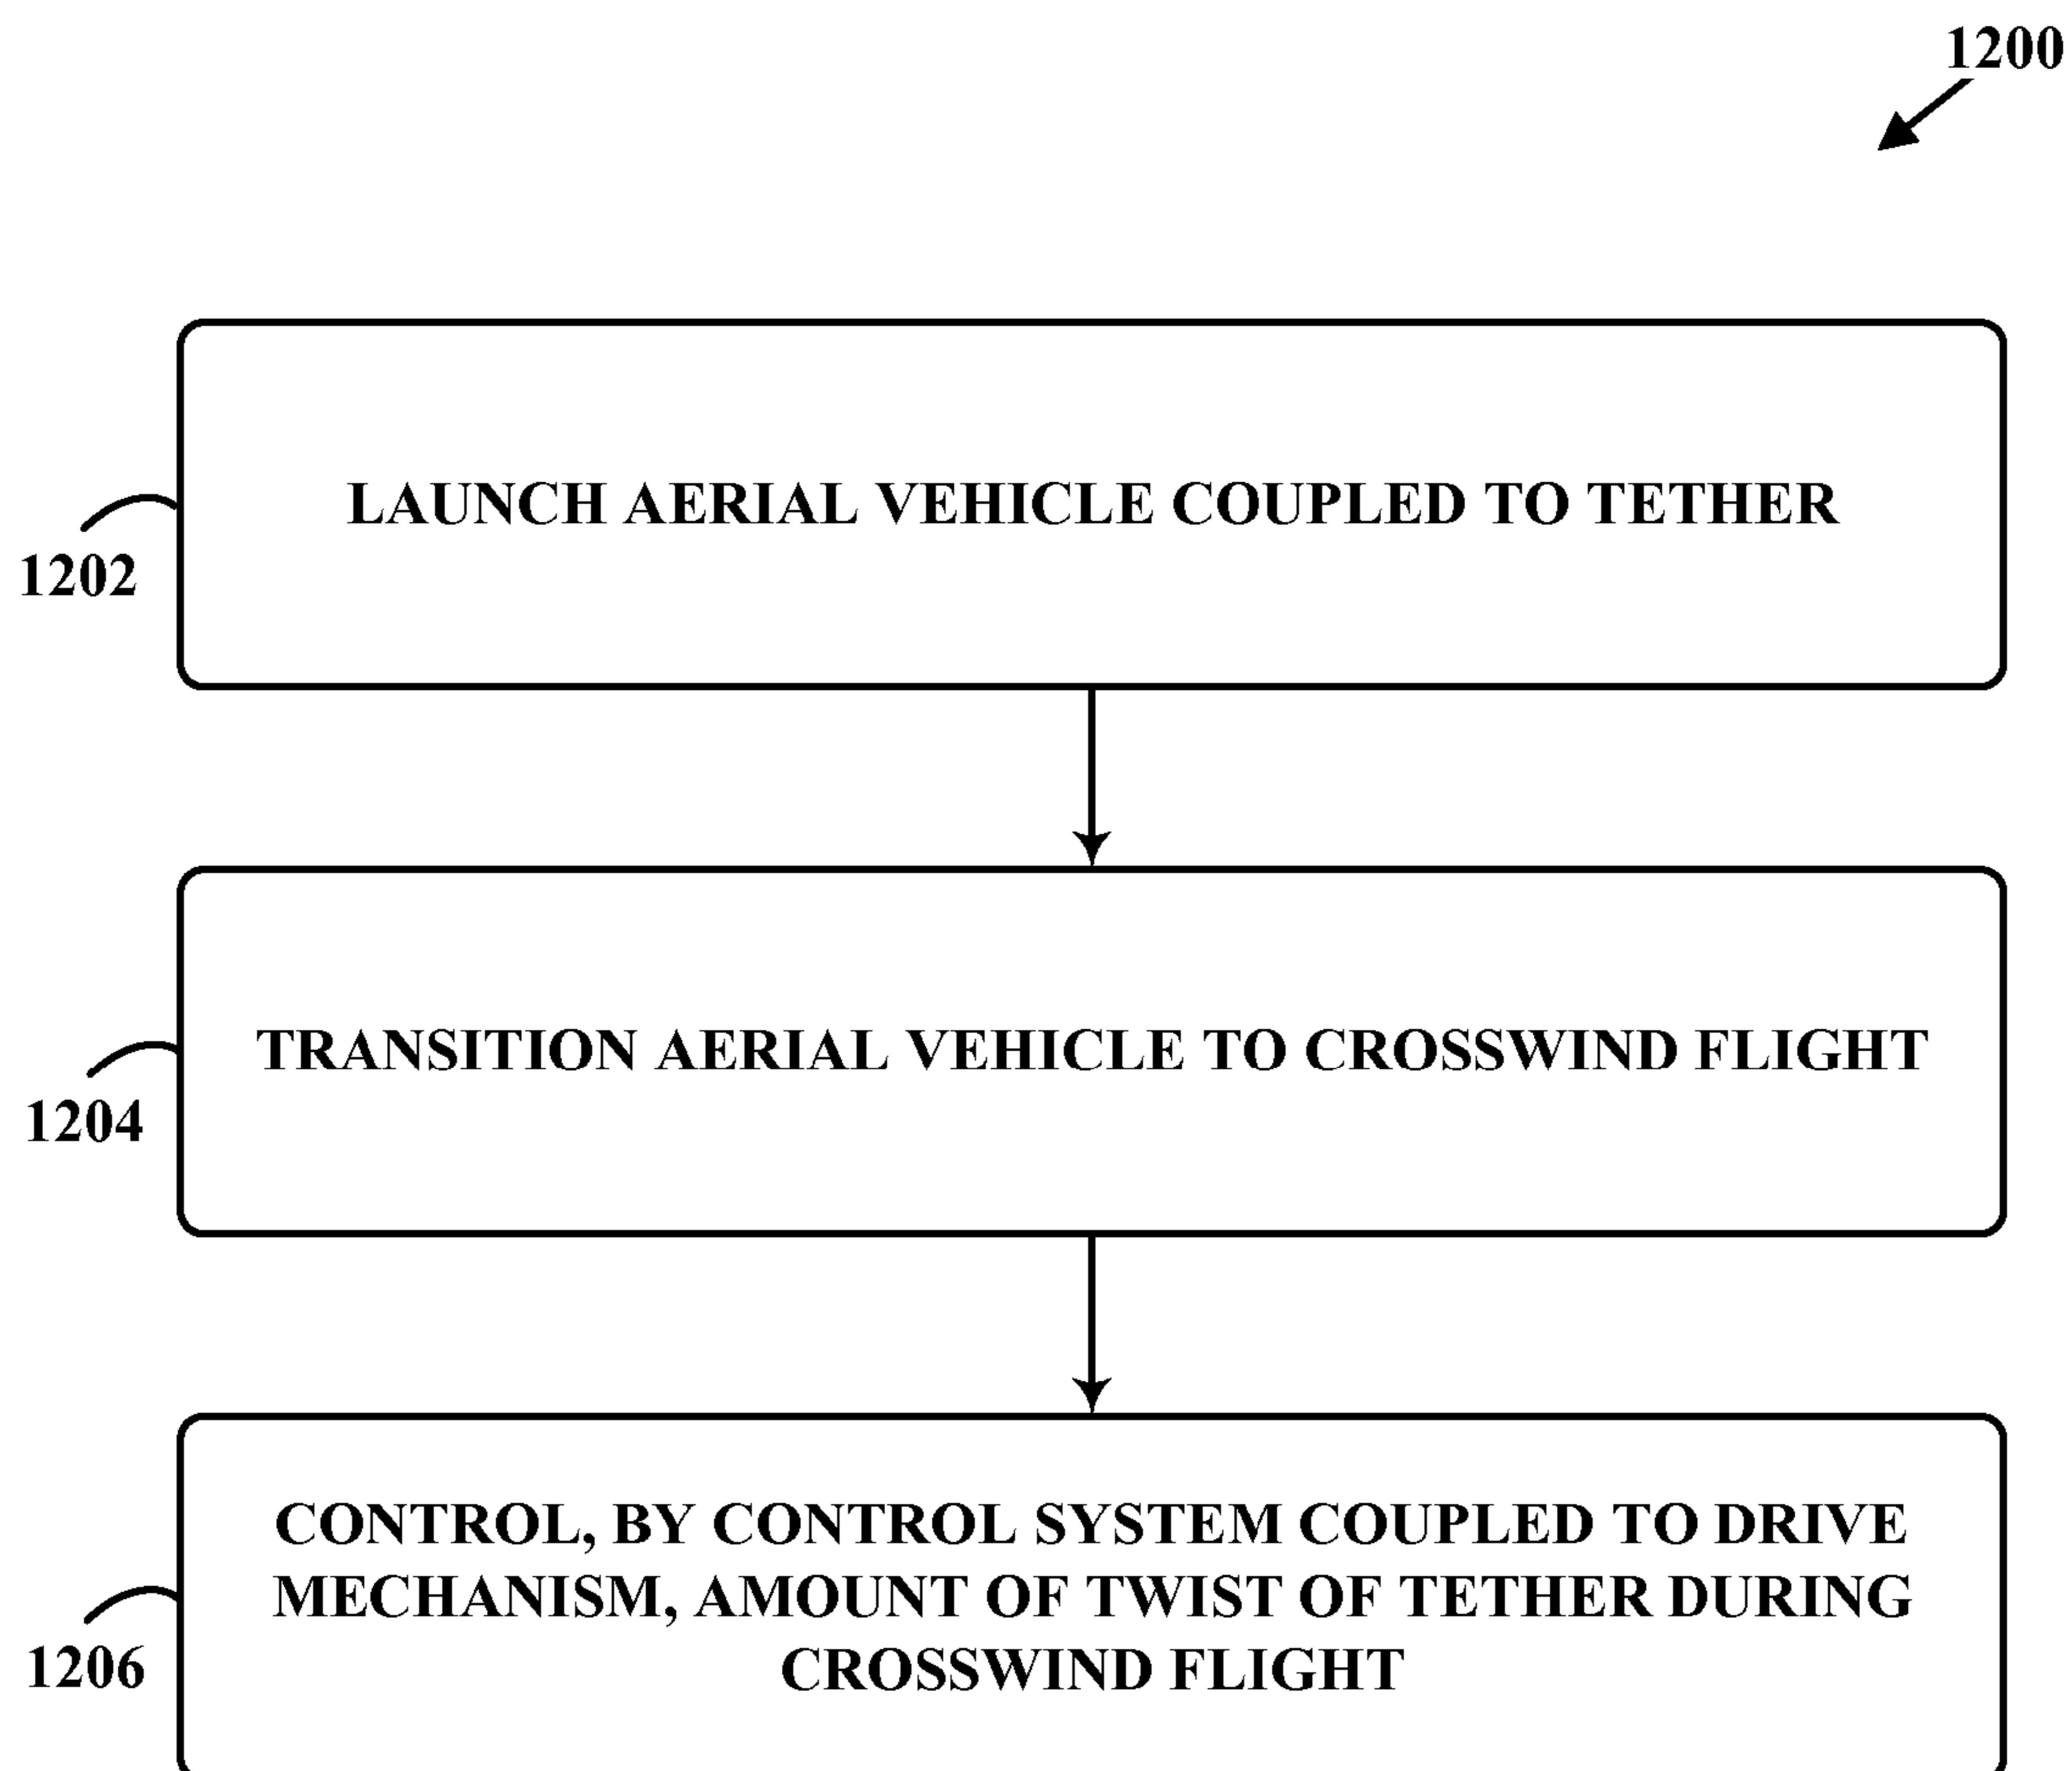 1200
LAUNCH AERIAL VEHICLE COUPLED TO TETHER
1202
TRANSITION AERIAL VEHICLE TO CROSSWIND FLIGHT
1204
CONTROL, BY CONTROL SYSTEM COUPLED TO DRIVE
MECHANISM, AMOUNT OF TWIST OF TETHER DURING
CROSSWIND FLIGHT
1206